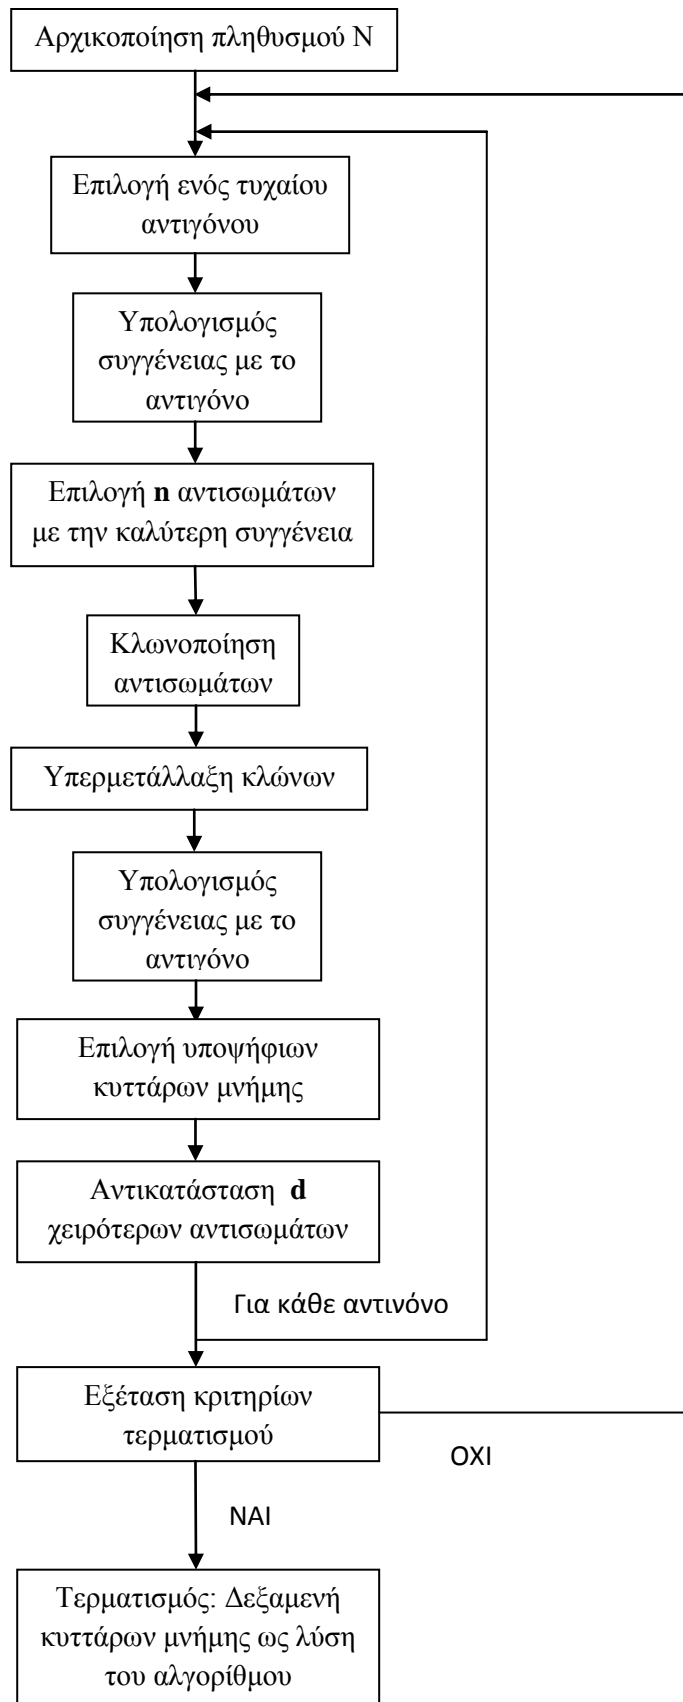 Αρχικοποίηση πληθυσμού Ν
Επιλογή ενός τυχαίου
αντιγόνου
Υπολογισμός
συγγένειας με το
αντιγόνο
Επιλογή n αντισωμάτων
με την καλύτερη συγγένεια
Κλωνοποίηση
αντισωμάτων
Υπερμετάλλαξη κλώνων
Υπολογισμός
συγγένειας με το
αντιγόνο
Επιλογή υποψήφιων
κυττάρων μνήμης
Αντικατάσταση d
χειρότερων αντισωμάτων
Για κάθε αντινόνο
Εξέταση κριτηρίων
τερματισμού
ΟΧΙ
ΝΑΙ
Τερματισμός: Δεξαμενή
κυττάρων μνήμης ως λύση
του αλγορίθμου